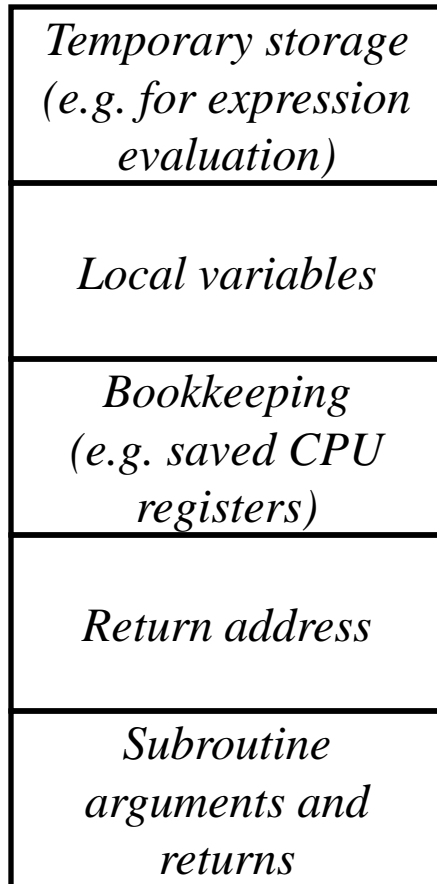 Temporary storage
(e.g. for expression
evaluation)
Local variables
Bookkeeping
(e.g. saved CPU
registers)
Return address
Subroutine
arguments and
returns